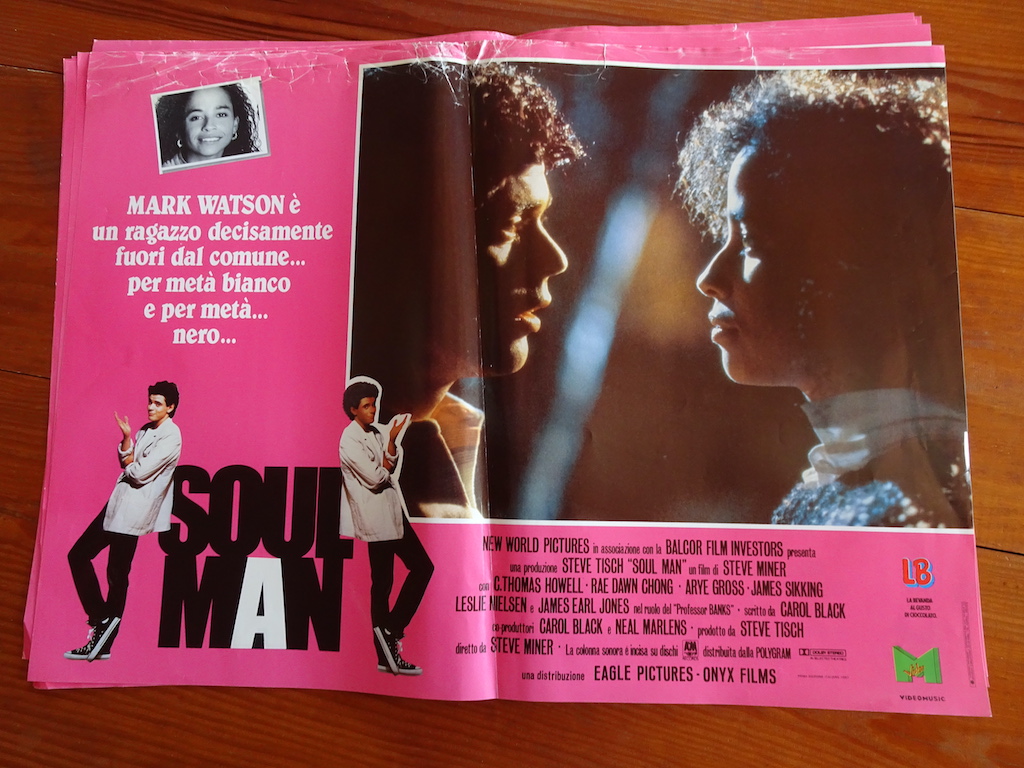 MARK WATSON è
un ragazzo decisamente
fuori dal comune...
per metà bianco
e per metà...
nero...
SOUL
MAN
NEW WORLD PICTURES in associazione con la BALCOR FILM INVESTORS presenta
una produzione STEVE TISCH "SOUL MAN" un film di STEVE MINER
con C.THOMAS HOWELL · RAE DAWN CHONG · ARYE GROSS · JAMES SIKKING
LESLIE NIELSEN e JAMES EARL JONES nel ruolo del "Professor BANKS" · scritto da CAROL BLACK
co-produttori CAROL BLACK e NEAL MARLENS · prodotto da STEVE TISCH
diretto da STEVE MINER · La colonna sonora è incisa su dischi A&M RECORDS distribuita dalla POLYGRAM DOLBY STEREO
una distribuzione EAGLE PICTURES · ONYX FILMS
LB
LA BEVANDA
AL GUSTO
DI CIOCCOLATO.
VIDEOMUSIC